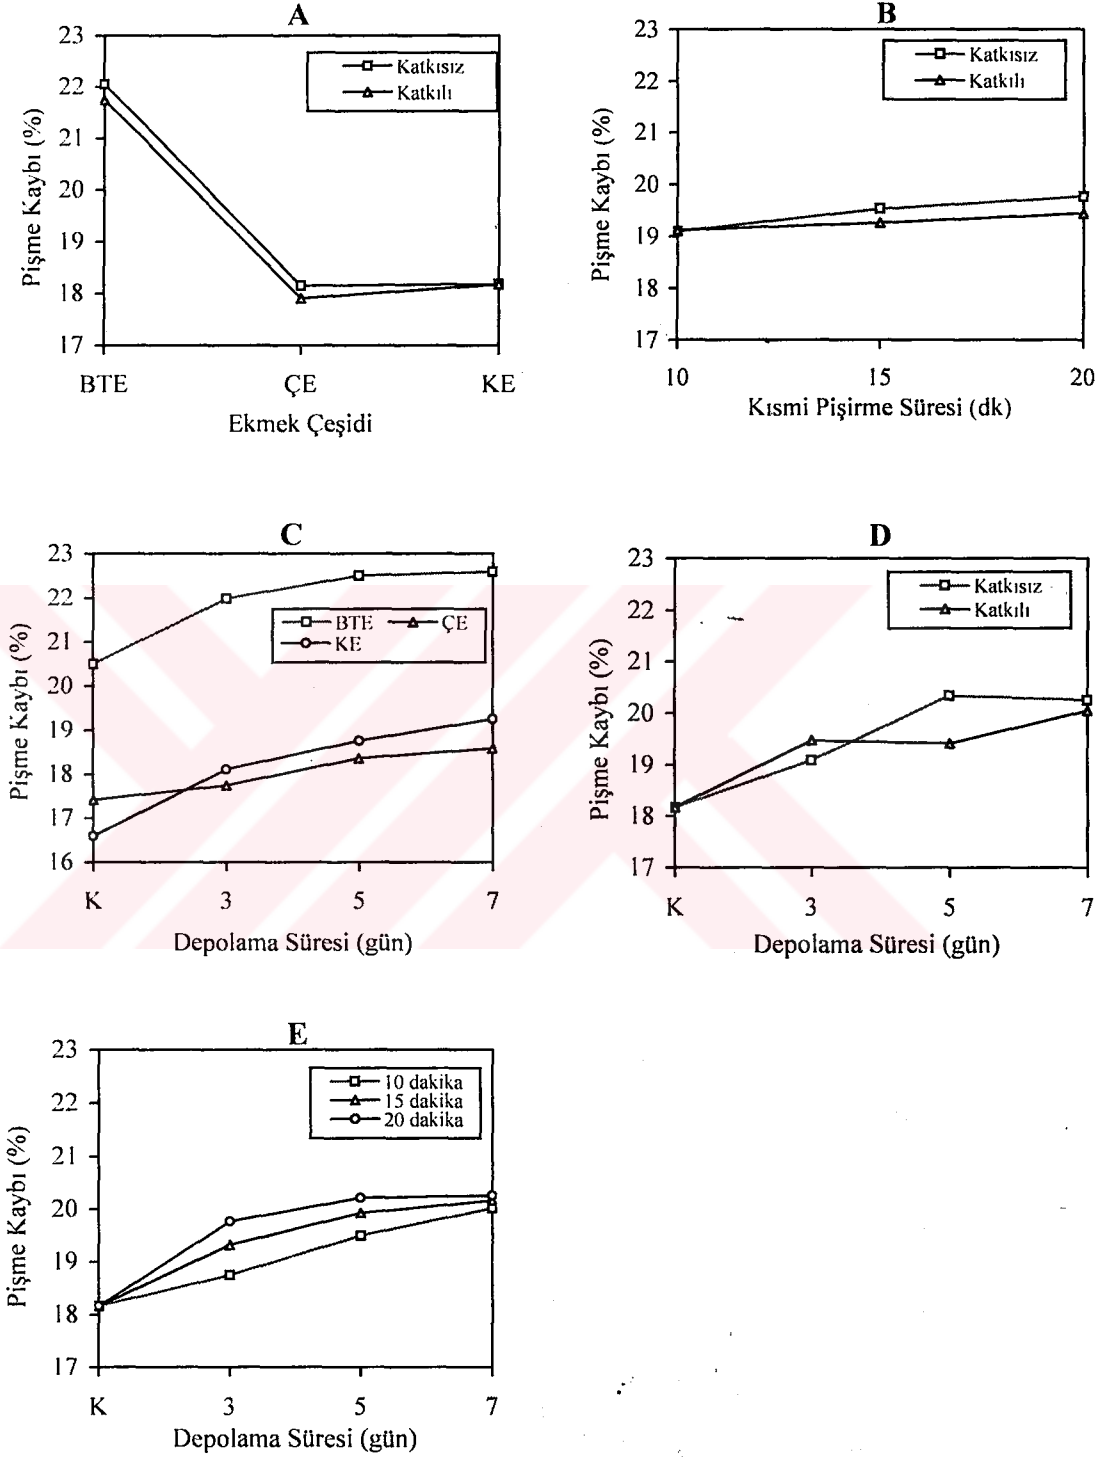 A
23
22
21
20
19
18
17
Pişme Kaybı (%)
Katkısız
Katkılı
BTE ÇE KE
Ekmek Çeşidi
B
23
22
21
20
19
18
17
Pişme Kaybı (%)
Katkısız
Katkılı
10 15 20
Kısmi Pişirme Süresi (dk)
C
23
22
21
20
19
18
17
16
Pişme Kaybı (%)
BTE ÇE
KE
K 3 5 7
Depolama Süresi (gün)
D
23
22
21
20
19
18
17
Pişme Kaybı (%)
Katkısız
Katkılı
K 3 5 7
Depolama Süresi (gün)
E
23
22
21
20
19
18
17
Pişme Kaybı (%)
10 dakika
15 dakika
20 dakika
K 3 5 7
Depolama Süresi (gün)